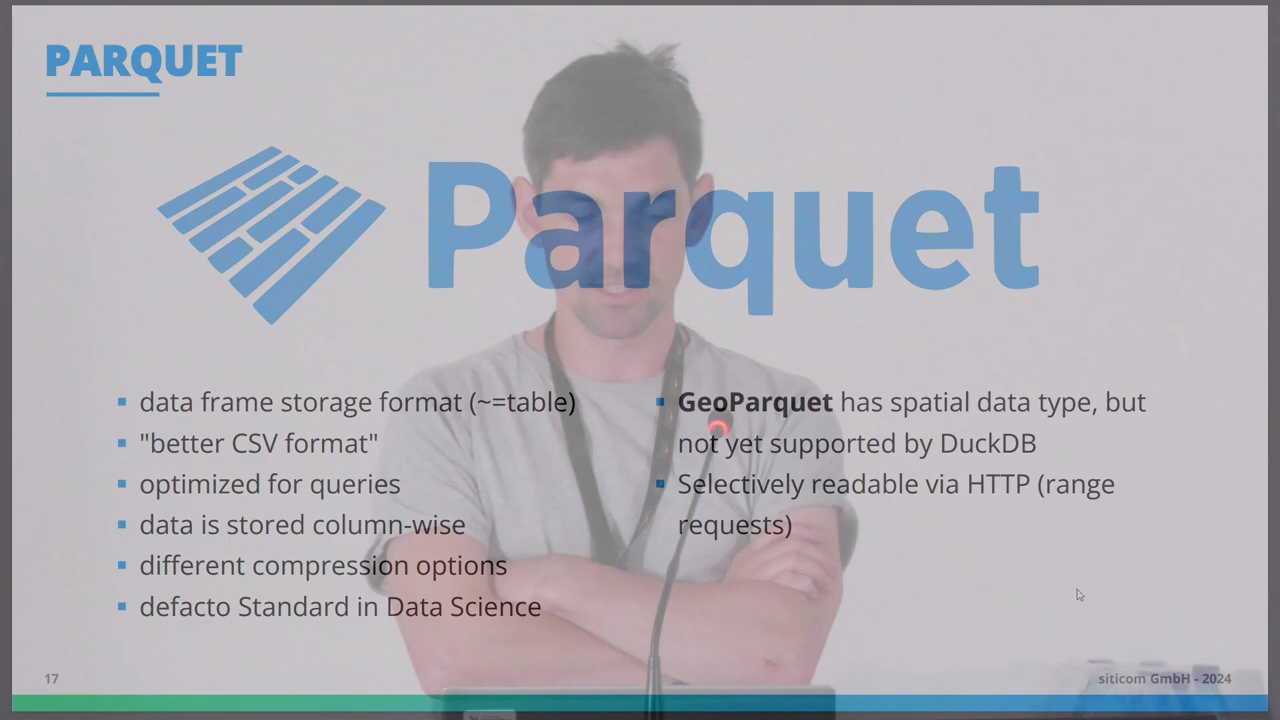 PARQUET
Parquet
data frame storage format (~=table)
"better CSV format"
optimized for queries
data is stored column-wise
different compression options
defacto Standard in Data Science
GeoParquet has spatial data type, but
not yet supported by DuckDB
Selectively readable via HTTP (range
requests)
17
siticom GmbH - 2024